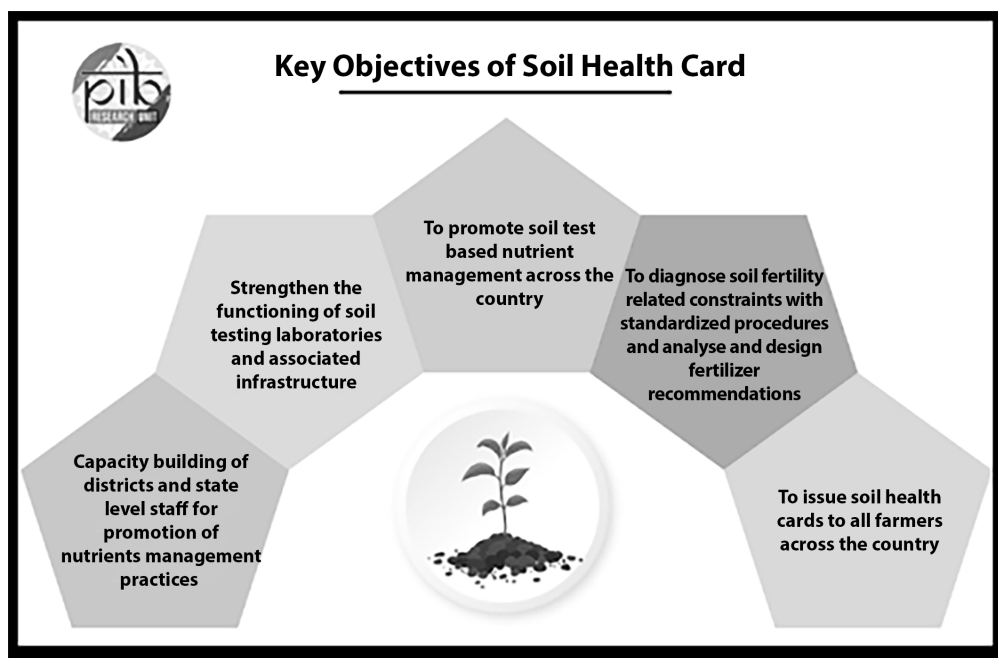 pib
RESEARCH UNIT
Key Objectives of Soil Health Card
To promote soil test
based nutrient
management across the
country
Strengthen the
functioning of soil
testing laboratories
and associated
infrastructure
To diagnose soil fertility
related constraints with
standardized procedures
and analyse and design
fertilizer
recommendations
Capacity building of
districts and state
level staff for
promotion of
nutrients management
practices
To issue soil health
cards to all farmers
across the country